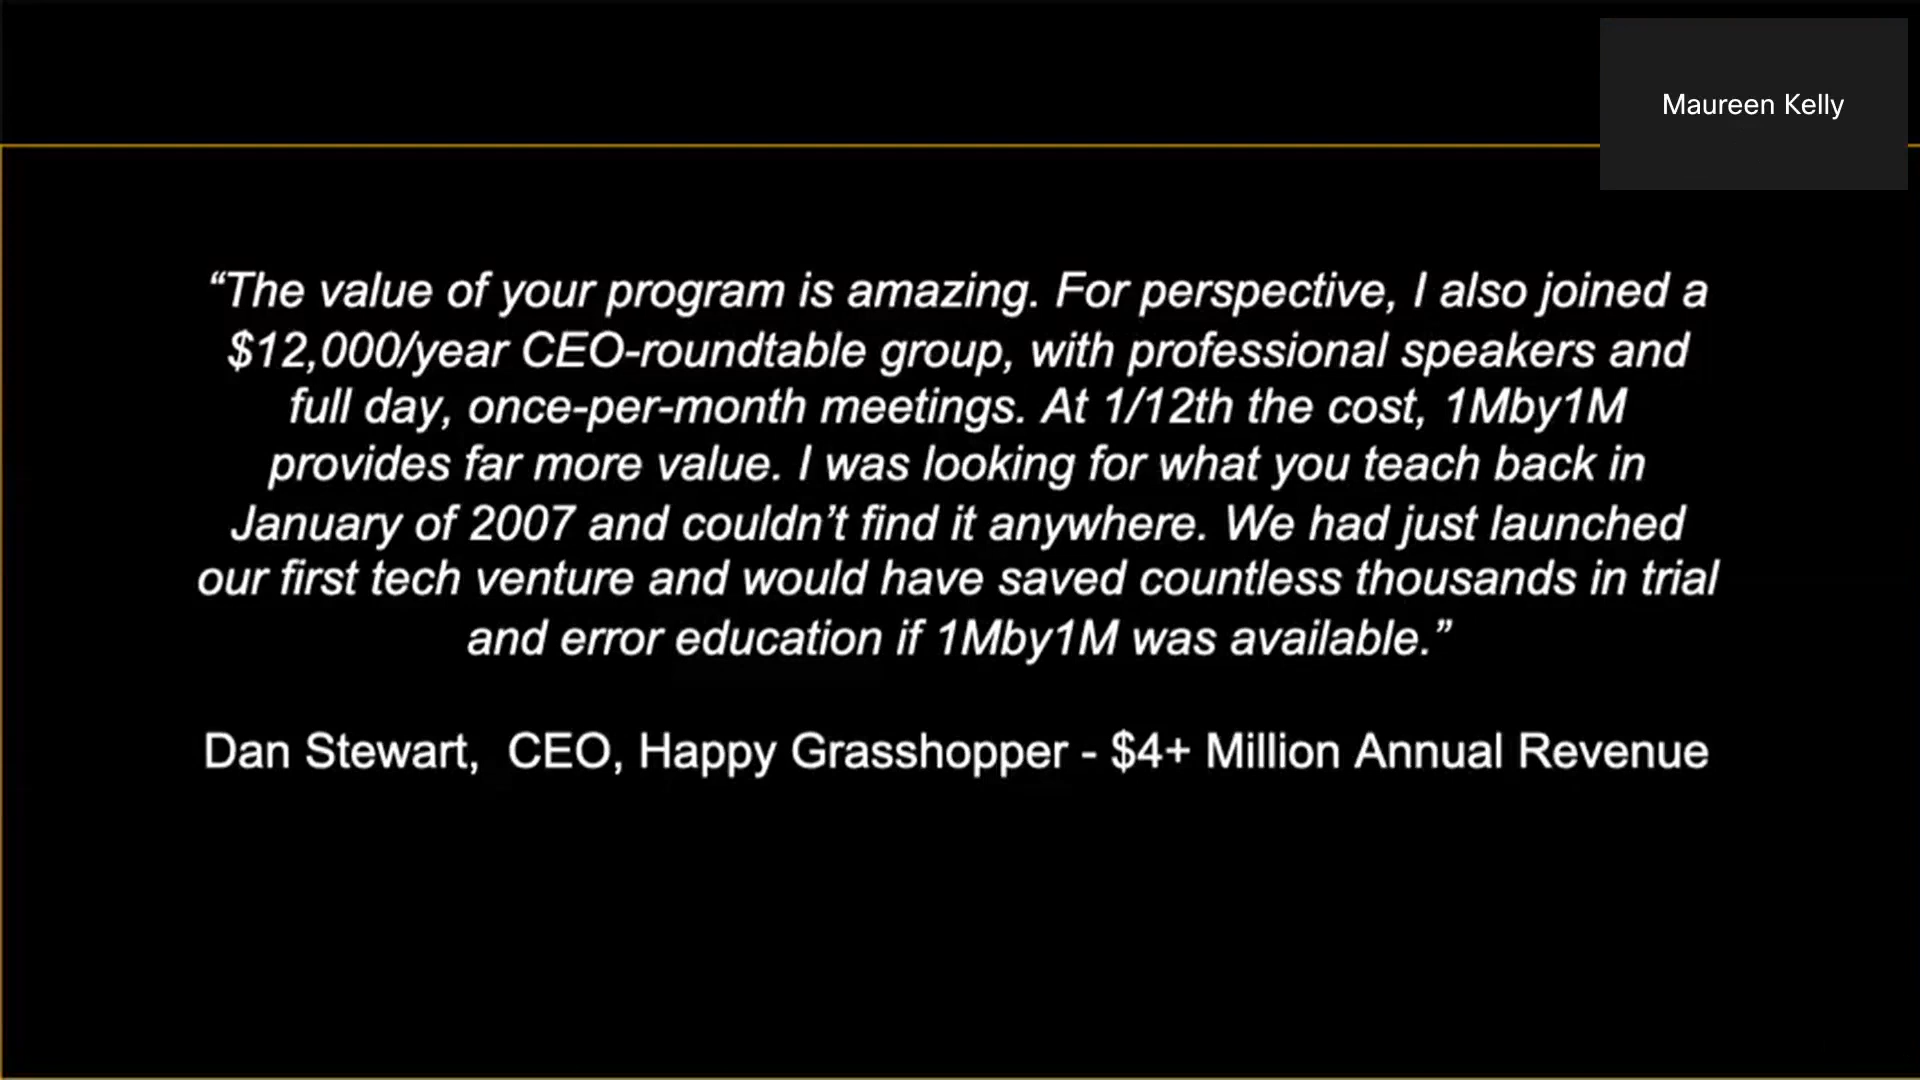 Maureen Kelly
“The value of your program is amazing. For perspective, I also joined a
$12,000/year CEO-roundtable group, with professional speakers and
full day, once-per-month meetings. At 1/12th the cost, 1Mby1M
provides far more value. I was looking for what you teach back in
January of 2007 and couldn’t find it anywhere. We had just launched
our first tech venture and would have saved countless thousands in trial
and error education if 1Mby1M was available.”
Dan Stewart,  CEO, Happy Grasshopper - $4+ Million Annual Revenue